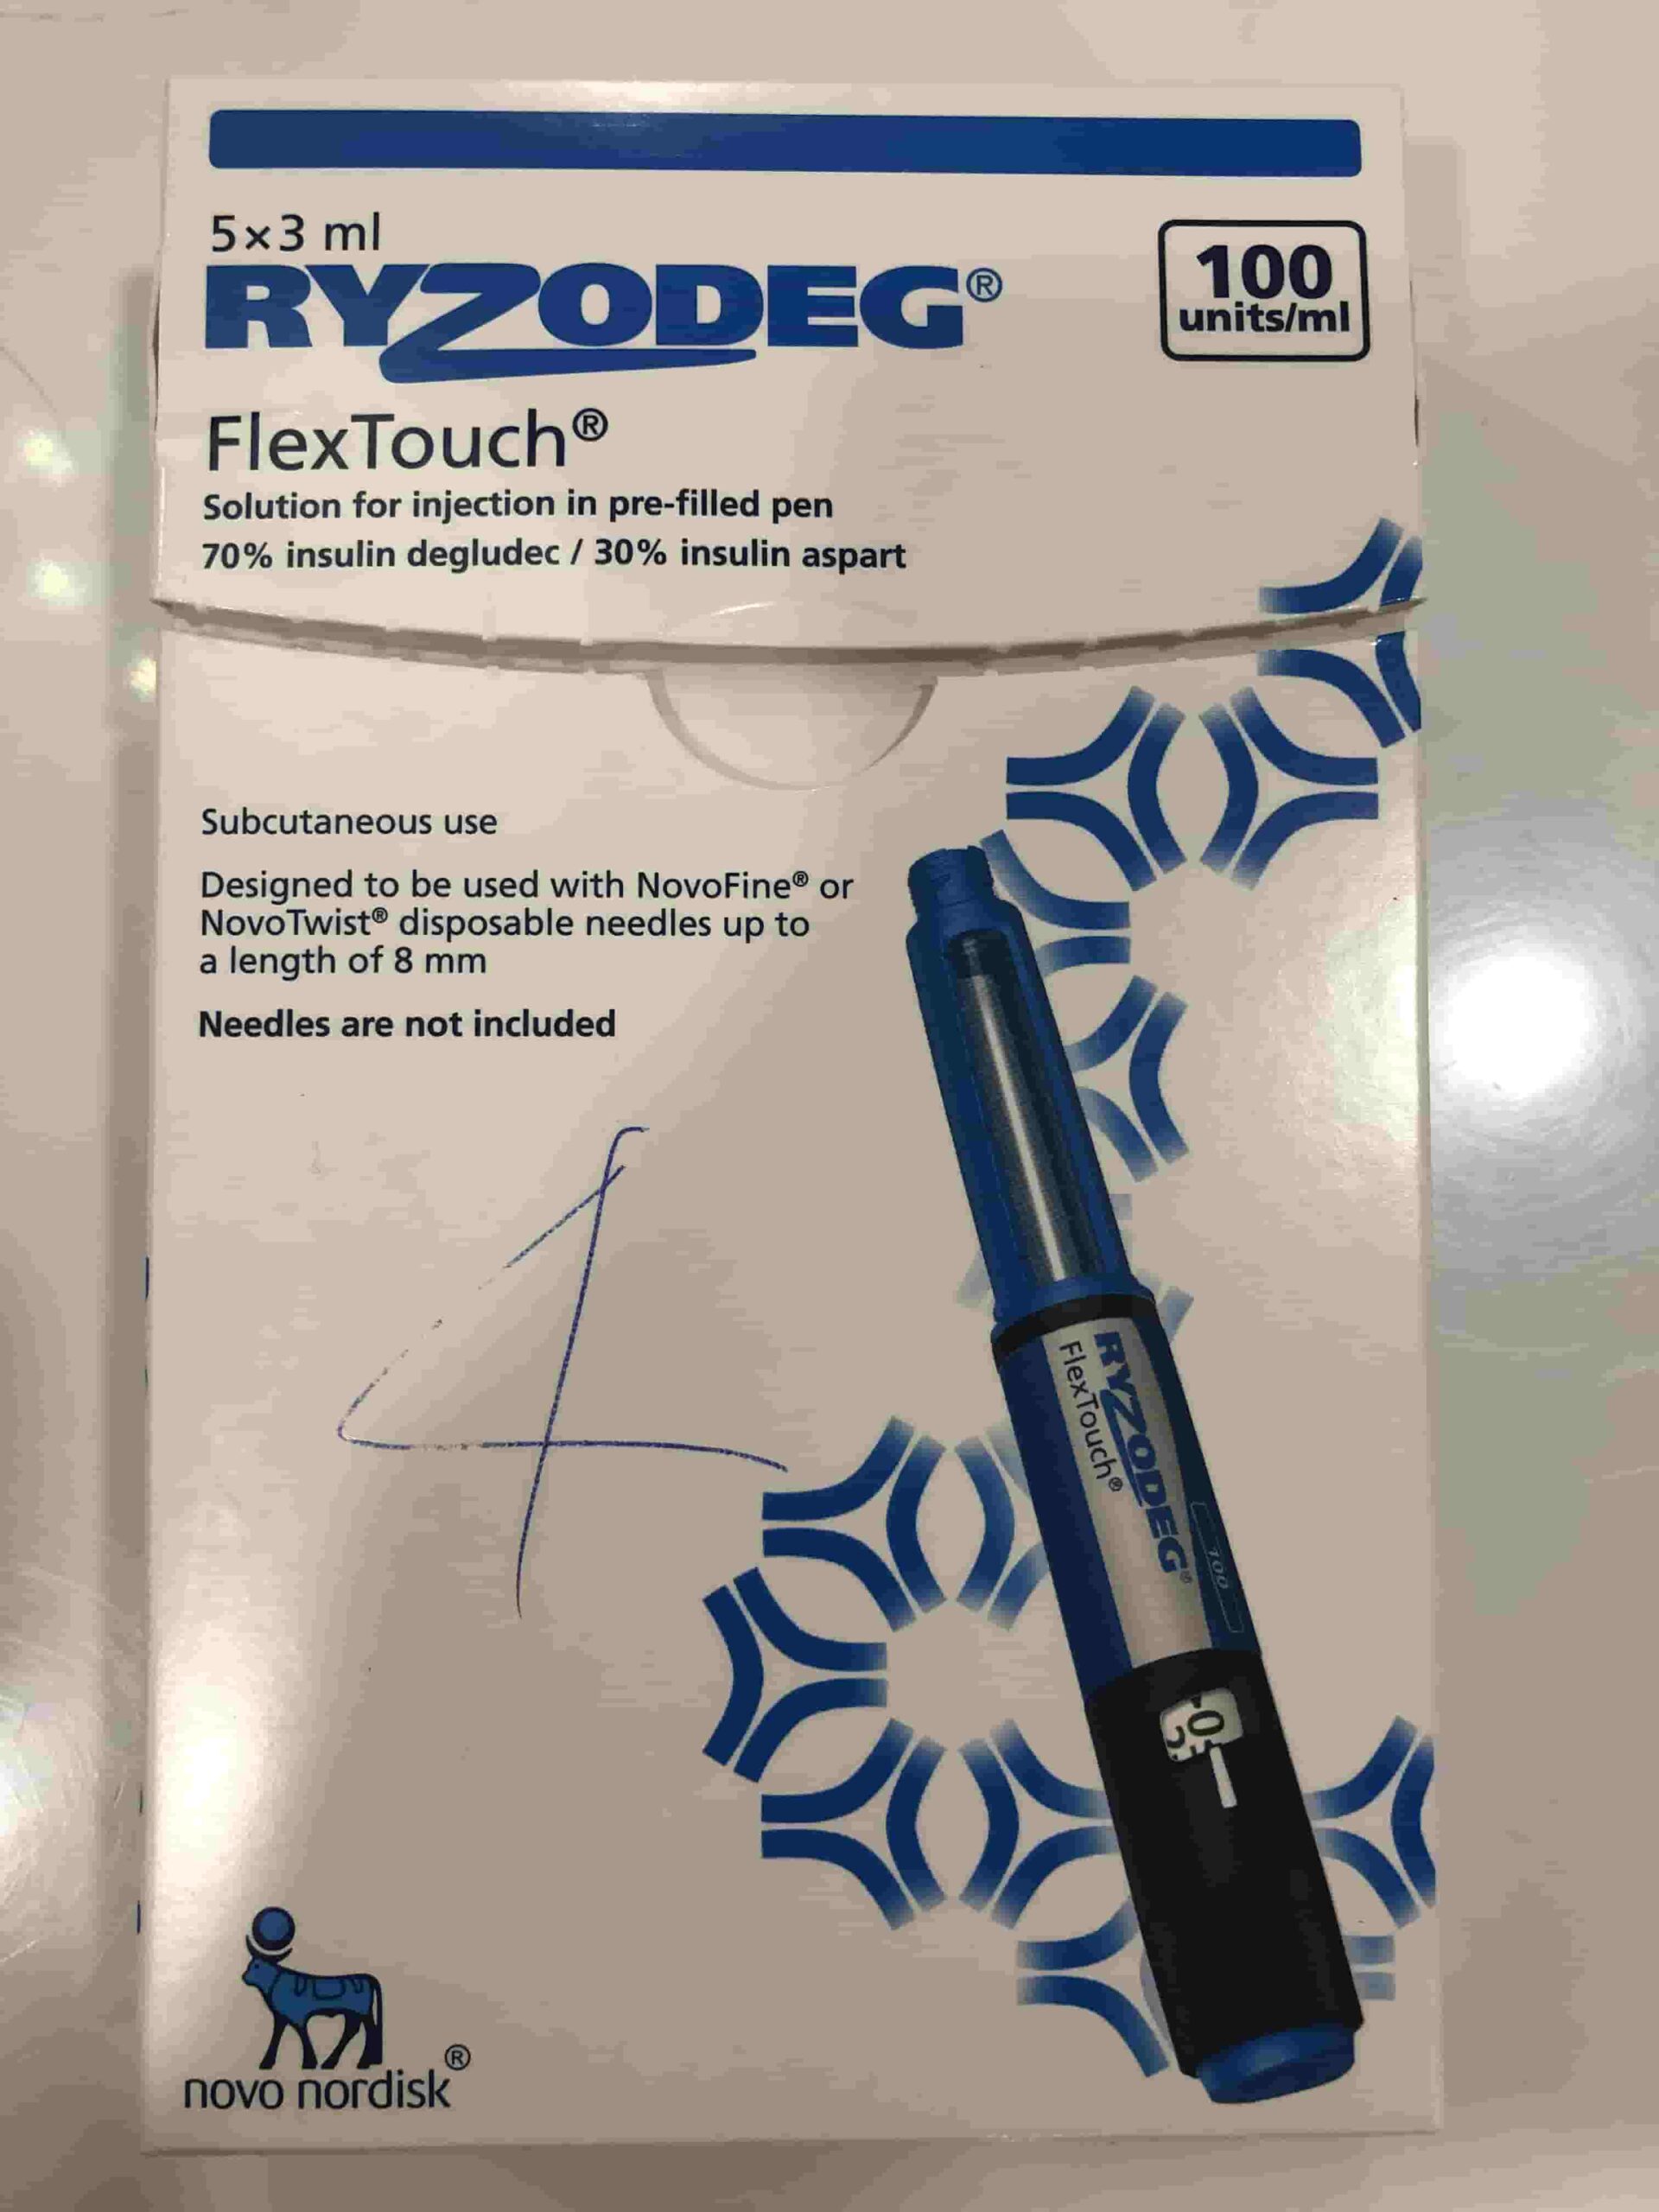 5×3 ml
RYZODEG®
100
units/ml
FlexTouch®
Solution for injection in pre-filled pen
70% insulin degludec / 30% insulin aspart
Subcutaneous use
Designed to be used with NovoFine® or
NovoTwist® disposable needles up to
a length of 8 mm
Needles are not included
4
RYZODEG®
FlexTouch®
100
0
novo nordisk®